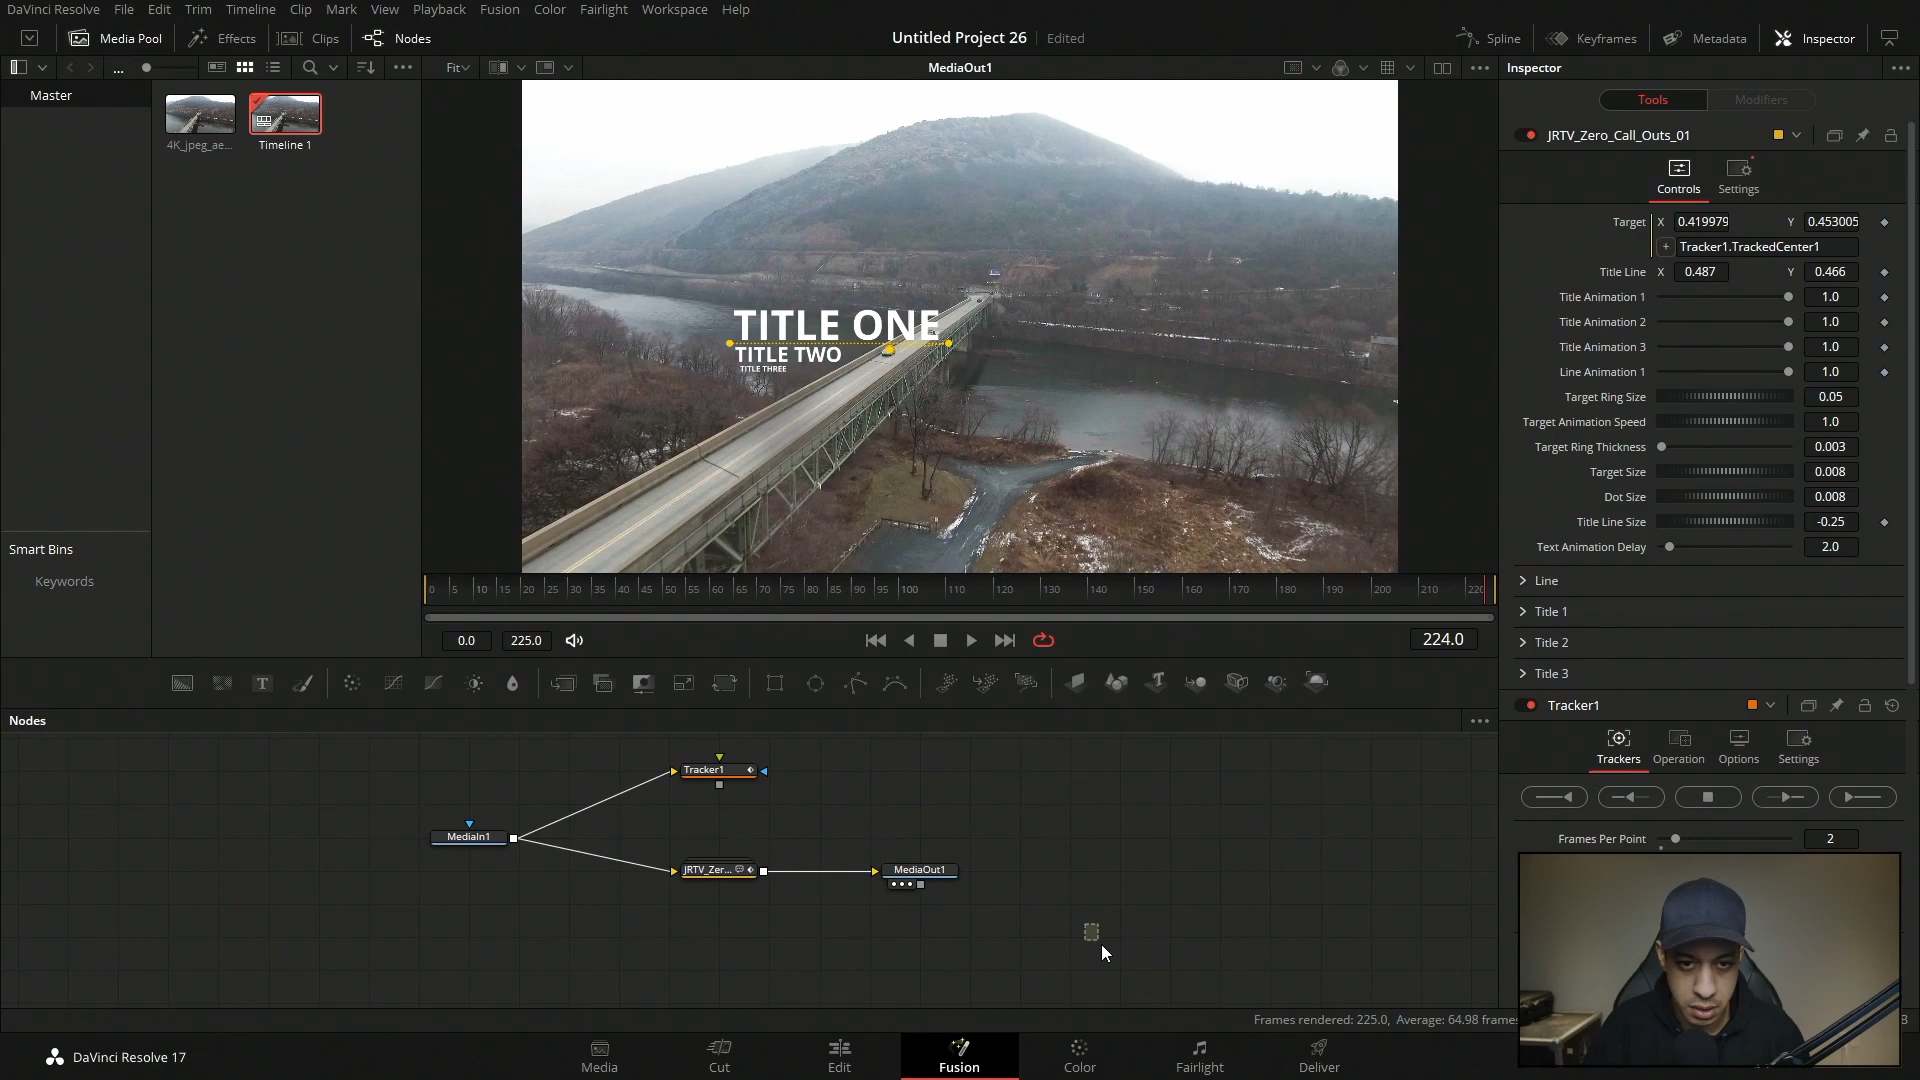 DaVinci Resolve File Edit Trim Timeline Clip Mark View Playback Fusion Color Fairlight Workspace Help
Media Pool Effects Clips Nodes Untitled Project 26 Edited Spline Keyframes Metadata Inspector
... Fit MediaOut1 Inspector
Master
4K_jpeg_ae... Timeline 1
Smart Bins
Keywords
TITLE ONE
TITLE TWO
TITLE THREE
0 5 10 15 20 25 30 35 40 45 50 55 60 65 70 75 80 85 90 95 100 110 120 130 140 150 160 170 180 190 200 210 220
0.0 225.0 224.0
Nodes
Tracker1
MediaIn1
JRTV_Zer...
MediaOut1
Frames rendered: 225.0, Average: 64.98 frames
Tools Modifiers
JRTV_Zero_Call_Outs_01
Controls Settings
Target X 0.419979 Y 0.453005
+ Tracker1.TrackedCenter1
Title Line X 0.487 Y 0.466
Title Animation 1 1.0
Title Animation 2 1.0
Title Animation 3 1.0
Line Animation 1 1.0
Target Ring Size 0.05
Target Animation Speed 1.0
Target Ring Thickness 0.003
Target Size 0.008
Dot Size 0.008
Title Line Size -0.25
Text Animation Delay 2.0
Line
Title 1
Title 2
Title 3
Tracker1
Trackers Operation Options Settings
Frames Per Point 2
DaVinci Resolve 17 Media Cut Edit Fusion Color Fairlight Deliver